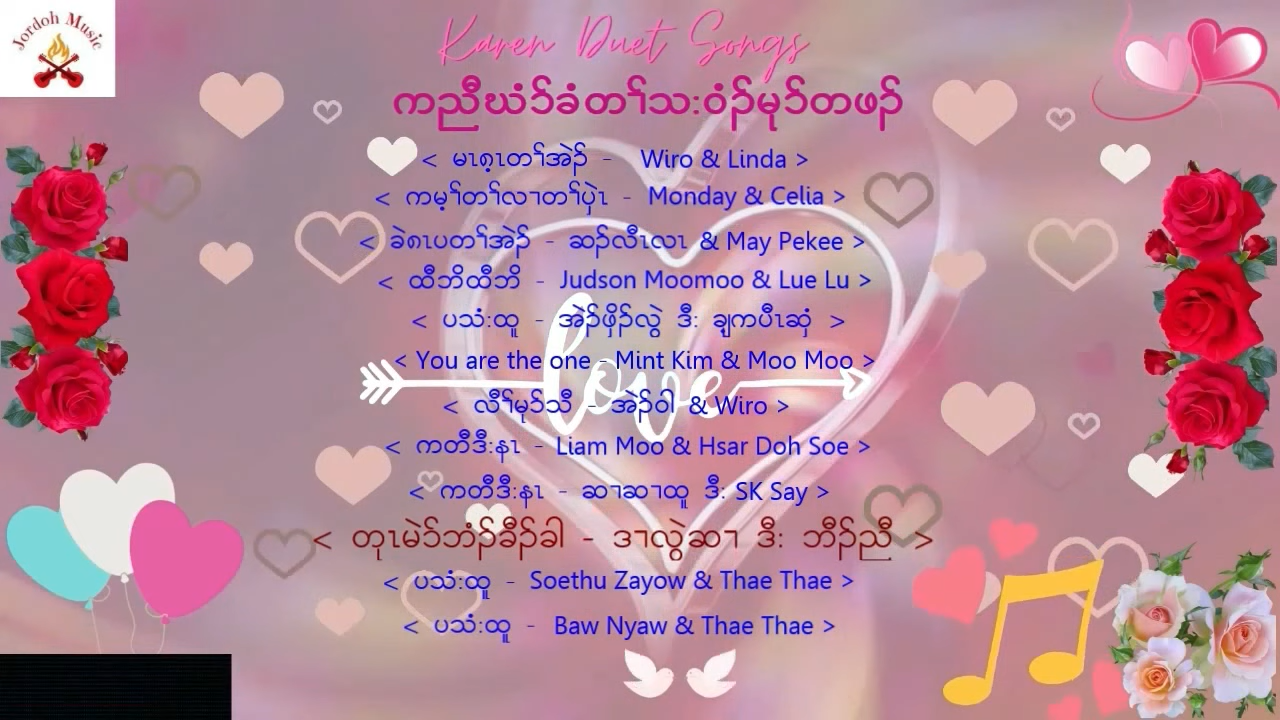 Jordoh Music
Karen Duet Songs
ကညီဃံာ်ခံတၢ်သးဝံၣ်မုာ်တဖၣ်
< မၤစ့ၤတၢ်အဲၣ် - Wiro & Linda >
< ကမ့ၢ်တၢ်လၢတၢ်ပှဲၤ - Monday & Celia >
< ခဲစၤပတၢ်အဲၣ် - ဆၣ်လီၤလၤ & May Pekee >
< ထီဘိထီဘိ - Judson Moomoo & Lue Lu >
< ပသံးထူ - အဲၣ်ဖှိၣ်လွဲ ဒီး ချကပီၤဆှံ >
< You are the one - Mint Kim & Moo Moo >
< လီၢ်မုာ်သီ - အဲၣ်ဝါ & Wiro >
< ကတီဒီးနၤ - Liam Moo & Hsar Doh Soe >
< ကတီဒီးနၤ - ဆၢဆၢထူ ဒီး SK Say >
< တုၤမဲာ်ဘံၣ်ခီၣ်ခါ - ဒၢလွဲဆၢ ဒီး ဘီၣ်ညီ >
< ပသံးထူ - Soethu Zayow & Thae Thae >
< ပသံးထူ - Baw Nyaw & Thae Thae >
love